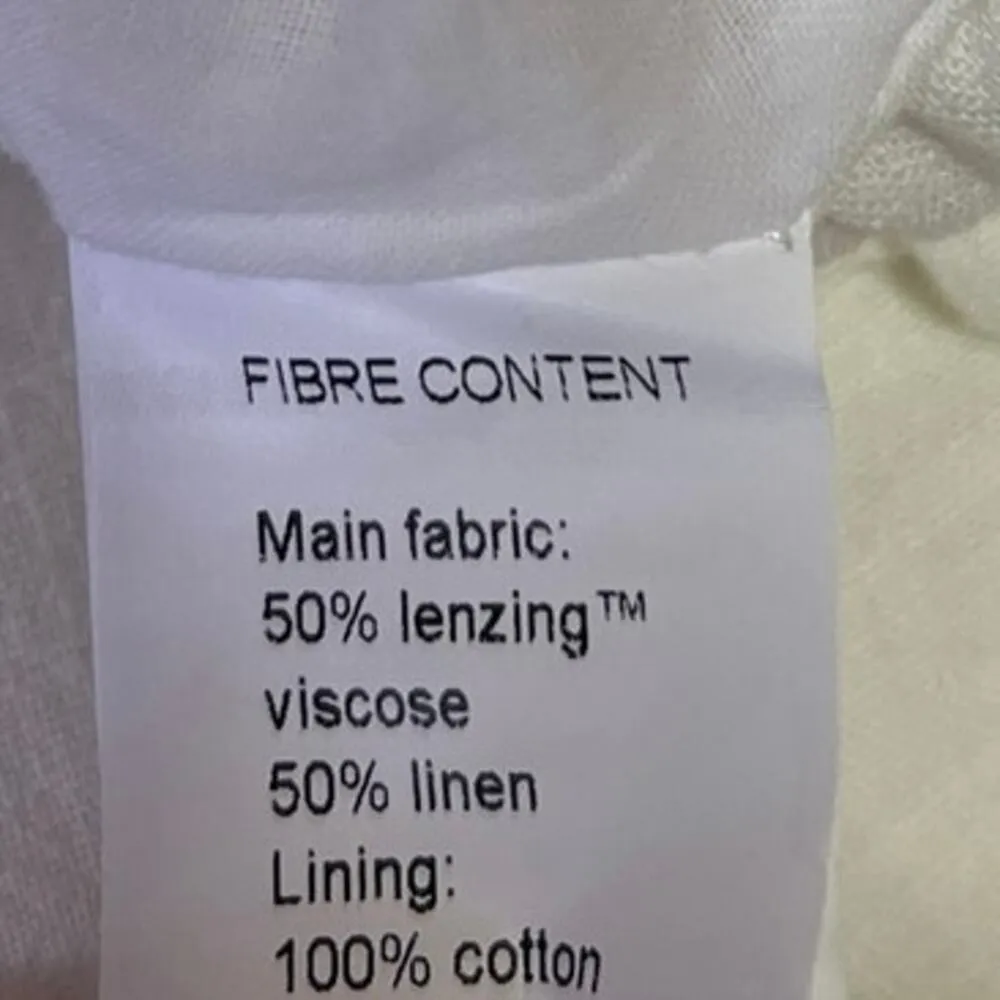 FIBRE CONTENT
Main fabric:
50% lenzing™
viscose
50% linen
Lining:
100% cotton